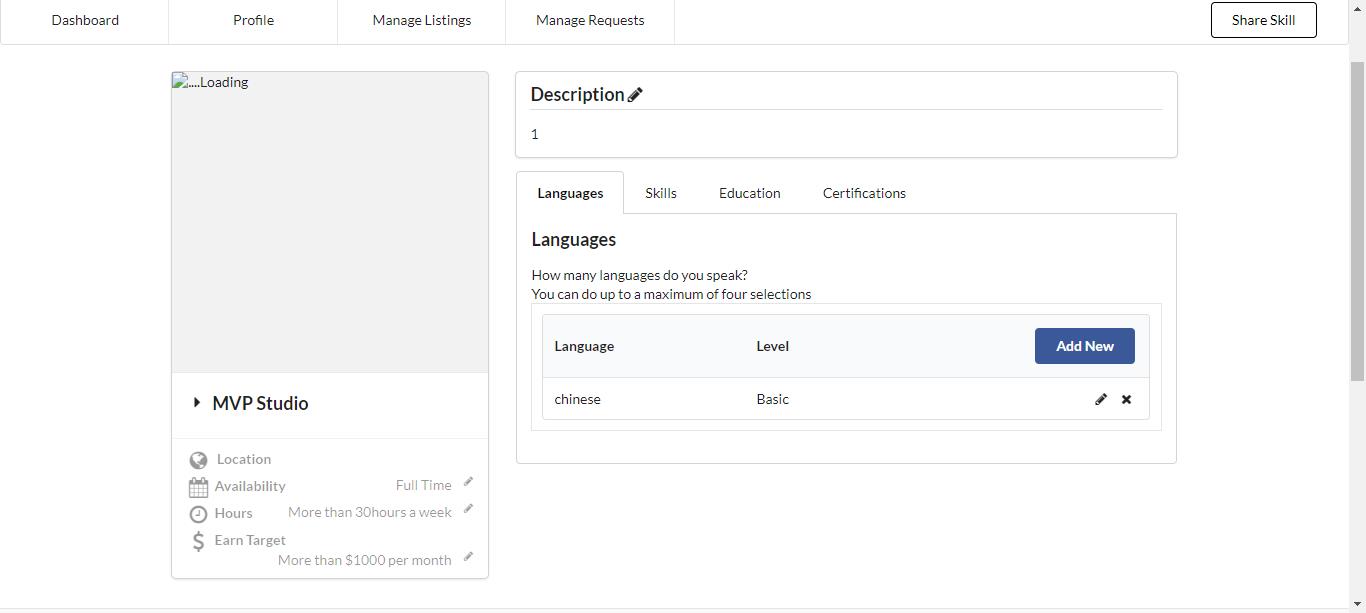 Dashboard Profile Manage Listings Manage Requests Share Skill
....Loading
MVP Studio
Location
Availability Full Time
Hours More than 30hours a week
Earn Target
More than $1000 per month
Description
1
Languages Skills Education Certifications
Languages
How many languages do you speak?
You can do up to a maximum of four selections
Language Level Add New
chinese Basic